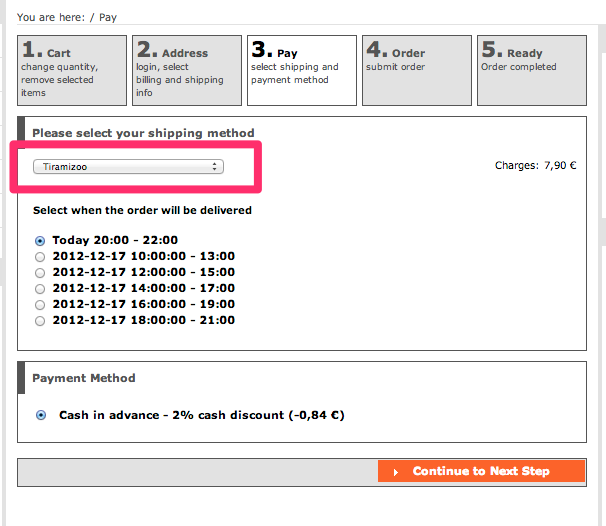 You are here: / Pay
1. Cart
change quantity,
remove selected
items
2. Address
login, select
billing and shipping
info
3. Pay
select shipping and
payment method
4. Order
submit order
5. Ready
Order completed
Please select your shipping method
Tiramizoo
Charges: 7,90 €
Select when the order will be delivered
Today 20:00 - 22:00
2012-12-17 10:00:00 - 13:00
2012-12-17 12:00:00 - 15:00
2012-12-17 14:00:00 - 17:00
2012-12-17 16:00:00 - 19:00
2012-12-17 18:00:00 - 21:00
Payment Method
Cash in advance - 2% cash discount (-0,84 €)
Continue to Next Step